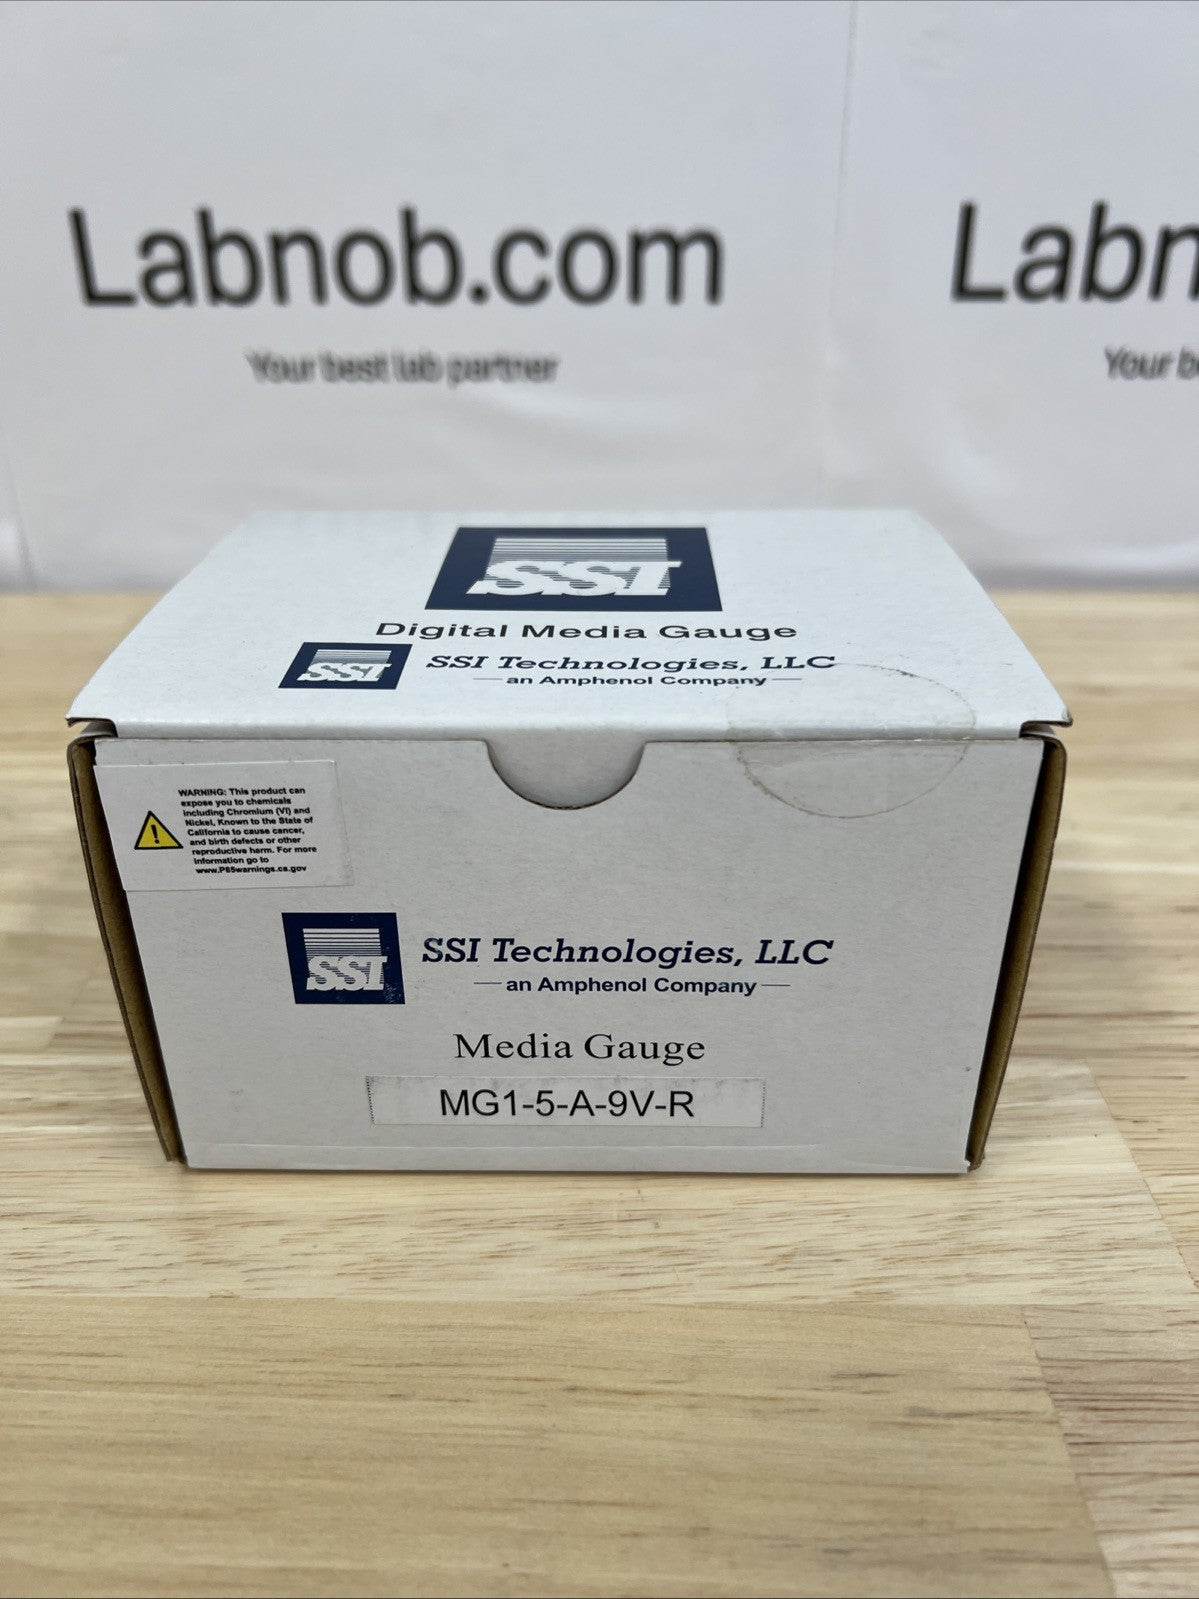 Labnob.com
Your best lab partner
Labn
Your b
SSI
Digital Media Gauge
SSI
SSI Technologies, LLC
an Amphenol Company
WARNING: This product can
expose you to chemicals
including Chromium (VI) and
Nickel, Known to the State of
California to cause cancer,
and birth defects or other
reproductive harm. For more
information go to
www.P65warnings.ca.gov
SSI
SSI Technologies, LLC
an Amphenol Company
Media Gauge
MG1-5-A-9V-R